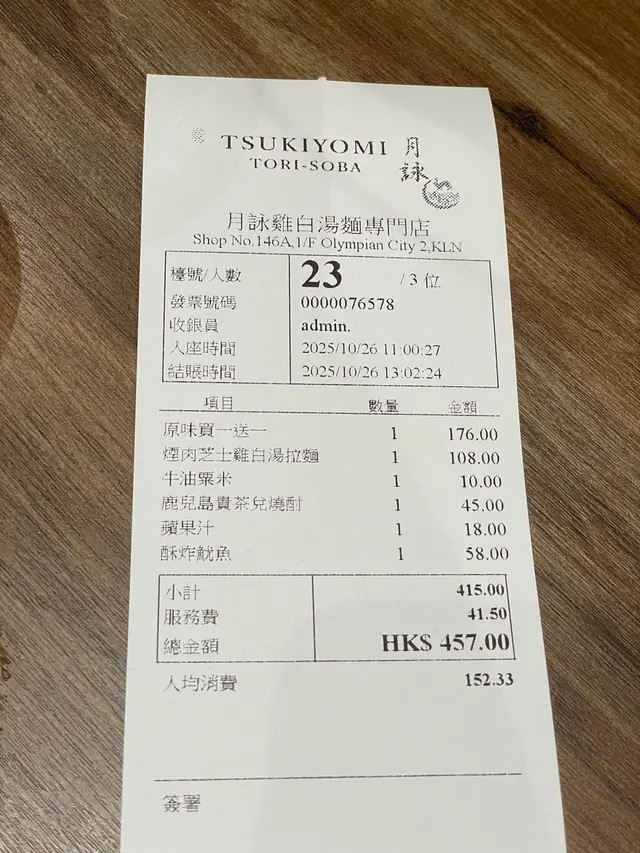 TSUKIYOMI 月詠
TORI-SOBA
月詠雞白湯麵專門店
Shop No.146A,1/F Olympian City 2,KLN
檯號/人數 23 / 3 位
發票號碼 0000076578
收銀員 admin.
入座時間 2025/10/26 11:00:27
結賬時間 2025/10/26 13:02:24
項目 數量 金額
原味買一送一 1 176.00
煙肉芝士雞白湯拉麵 1 108.00
牛油粟米 1 10.00
鹿兒島貴茶兌燒酎 1 45.00
蘋果汁 1 18.00
酥炸魷魚 1 58.00
小計 415.00
服務費 41.50
總金額 HK$ 457.00
人均消費 152.33
簽署